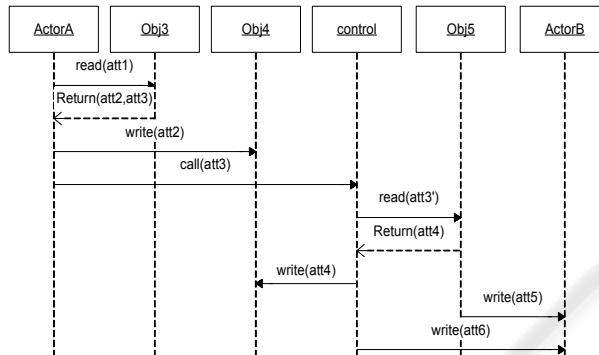 ActorA Obj3 Obj4 control Obj5 ActorB
read(att1)
Return(att2,att3)
write(att2)
call(att3)
read(att3')
Return(att4)
write(att4)
write(att5)
write(att6)